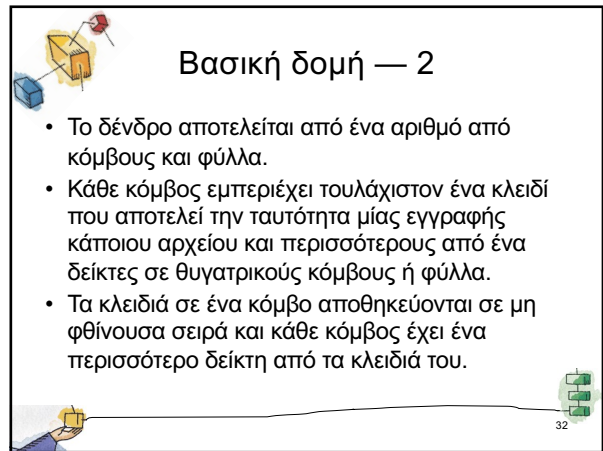 Βασική δομή — 2
• Το δένδρο αποτελείται από ένα αριθμό από
κόμβους και φύλλα.
• Κάθε κόμβος εμπεριέχει τουλάχιστον ένα κλειδί
που αποτελεί την ταυτότητα μίας εγγραφής
κάποιου αρχείου και περισσότερους από ένα
δείκτες σε θυγατρικούς κόμβους ή φύλλα.
• Τα κλειδιά σε ένα κόμβο αποθηκεύονται σε μη
φθίνουσα σειρά και κάθε κόμβος έχει ένα
περισσότερο δείκτη από τα κλειδιά του.
32